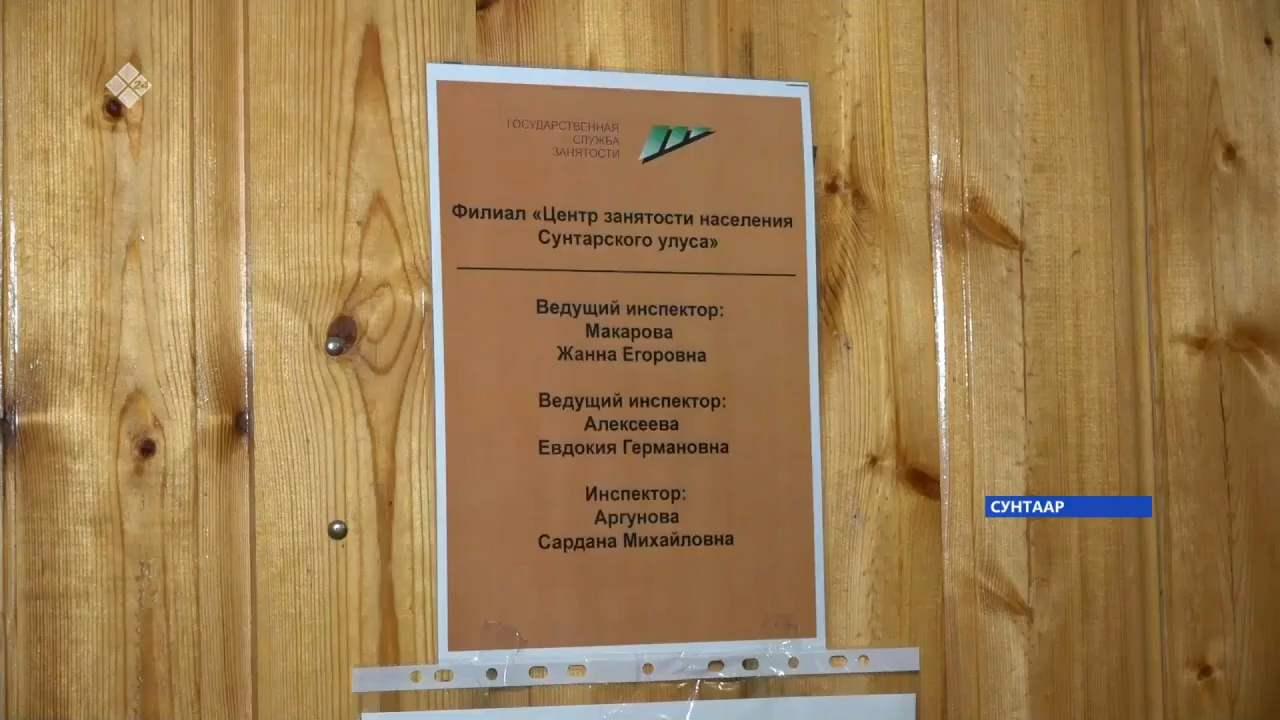 24
ГОСУДАРСТВЕННАЯ
СЛУЖБА
ЗАНЯТОСТИ
Филиал «Центр занятости населения
Сунтарского улуса»
Ведущий инспектор:
Макарова
Жанна Егоровна
Ведущий инспектор:
Алексеева
Евдокия Германовна
Инспектор:
Аргунова
Сардана Михайловна
СУНТААР